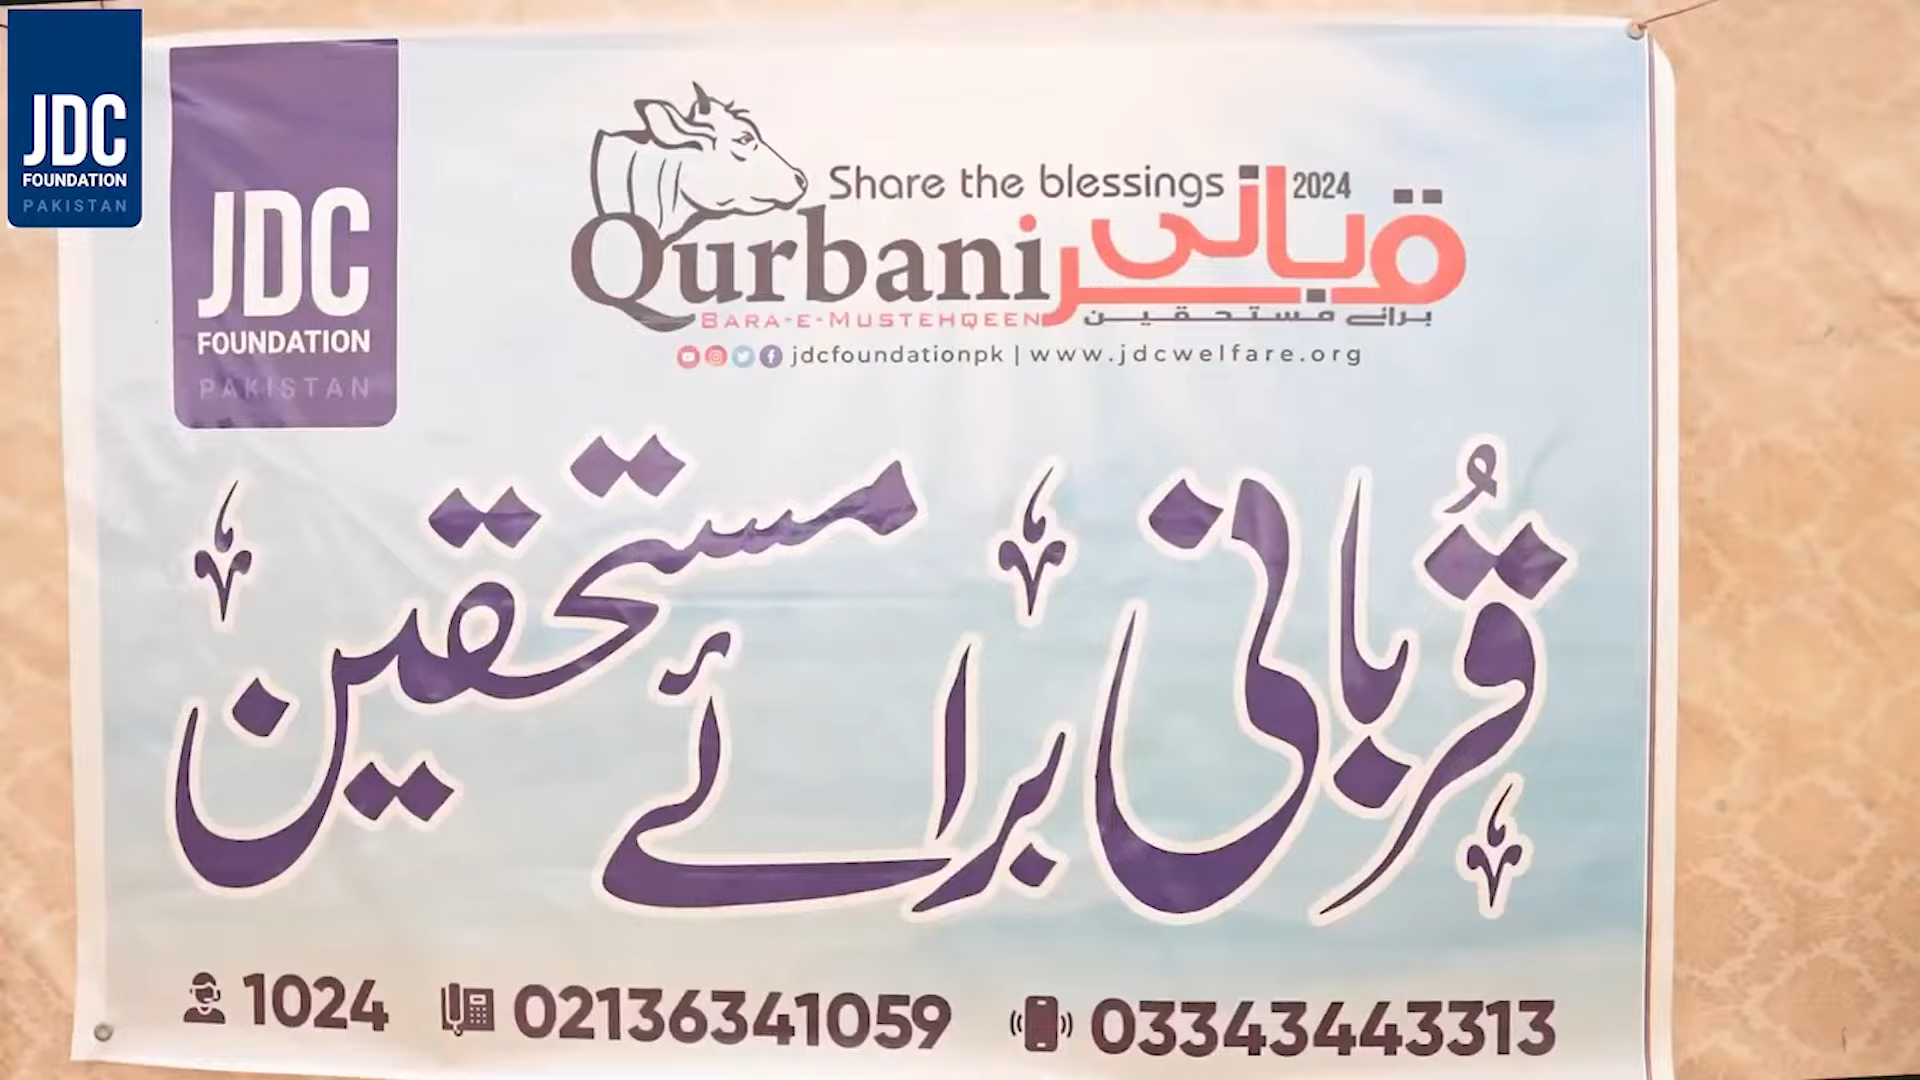 JDC
FOUNDATION
PAKISTAN
JDC
FOUNDATION
PAKISTAN
Share the blessings 2024
Qurbani قربانی
BARA-E-MUSTEHQEEN برائے مستحقین
jdcfoundationpk | www.jdcwelfare.org
قُربانی برائے مستحقین
1024 02136341059 03343443313